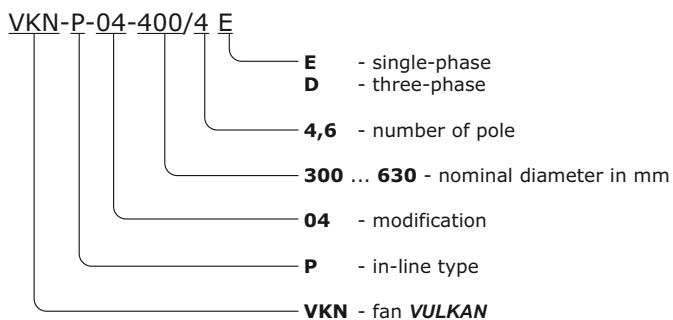 VKN-P-04-400/4 E
E - single-phase
D - three-phase
4,6 - number of pole
300 ... 630 - nominal diameter in mm
04 - modification
P - in-line type
VKN - fan VULKAN